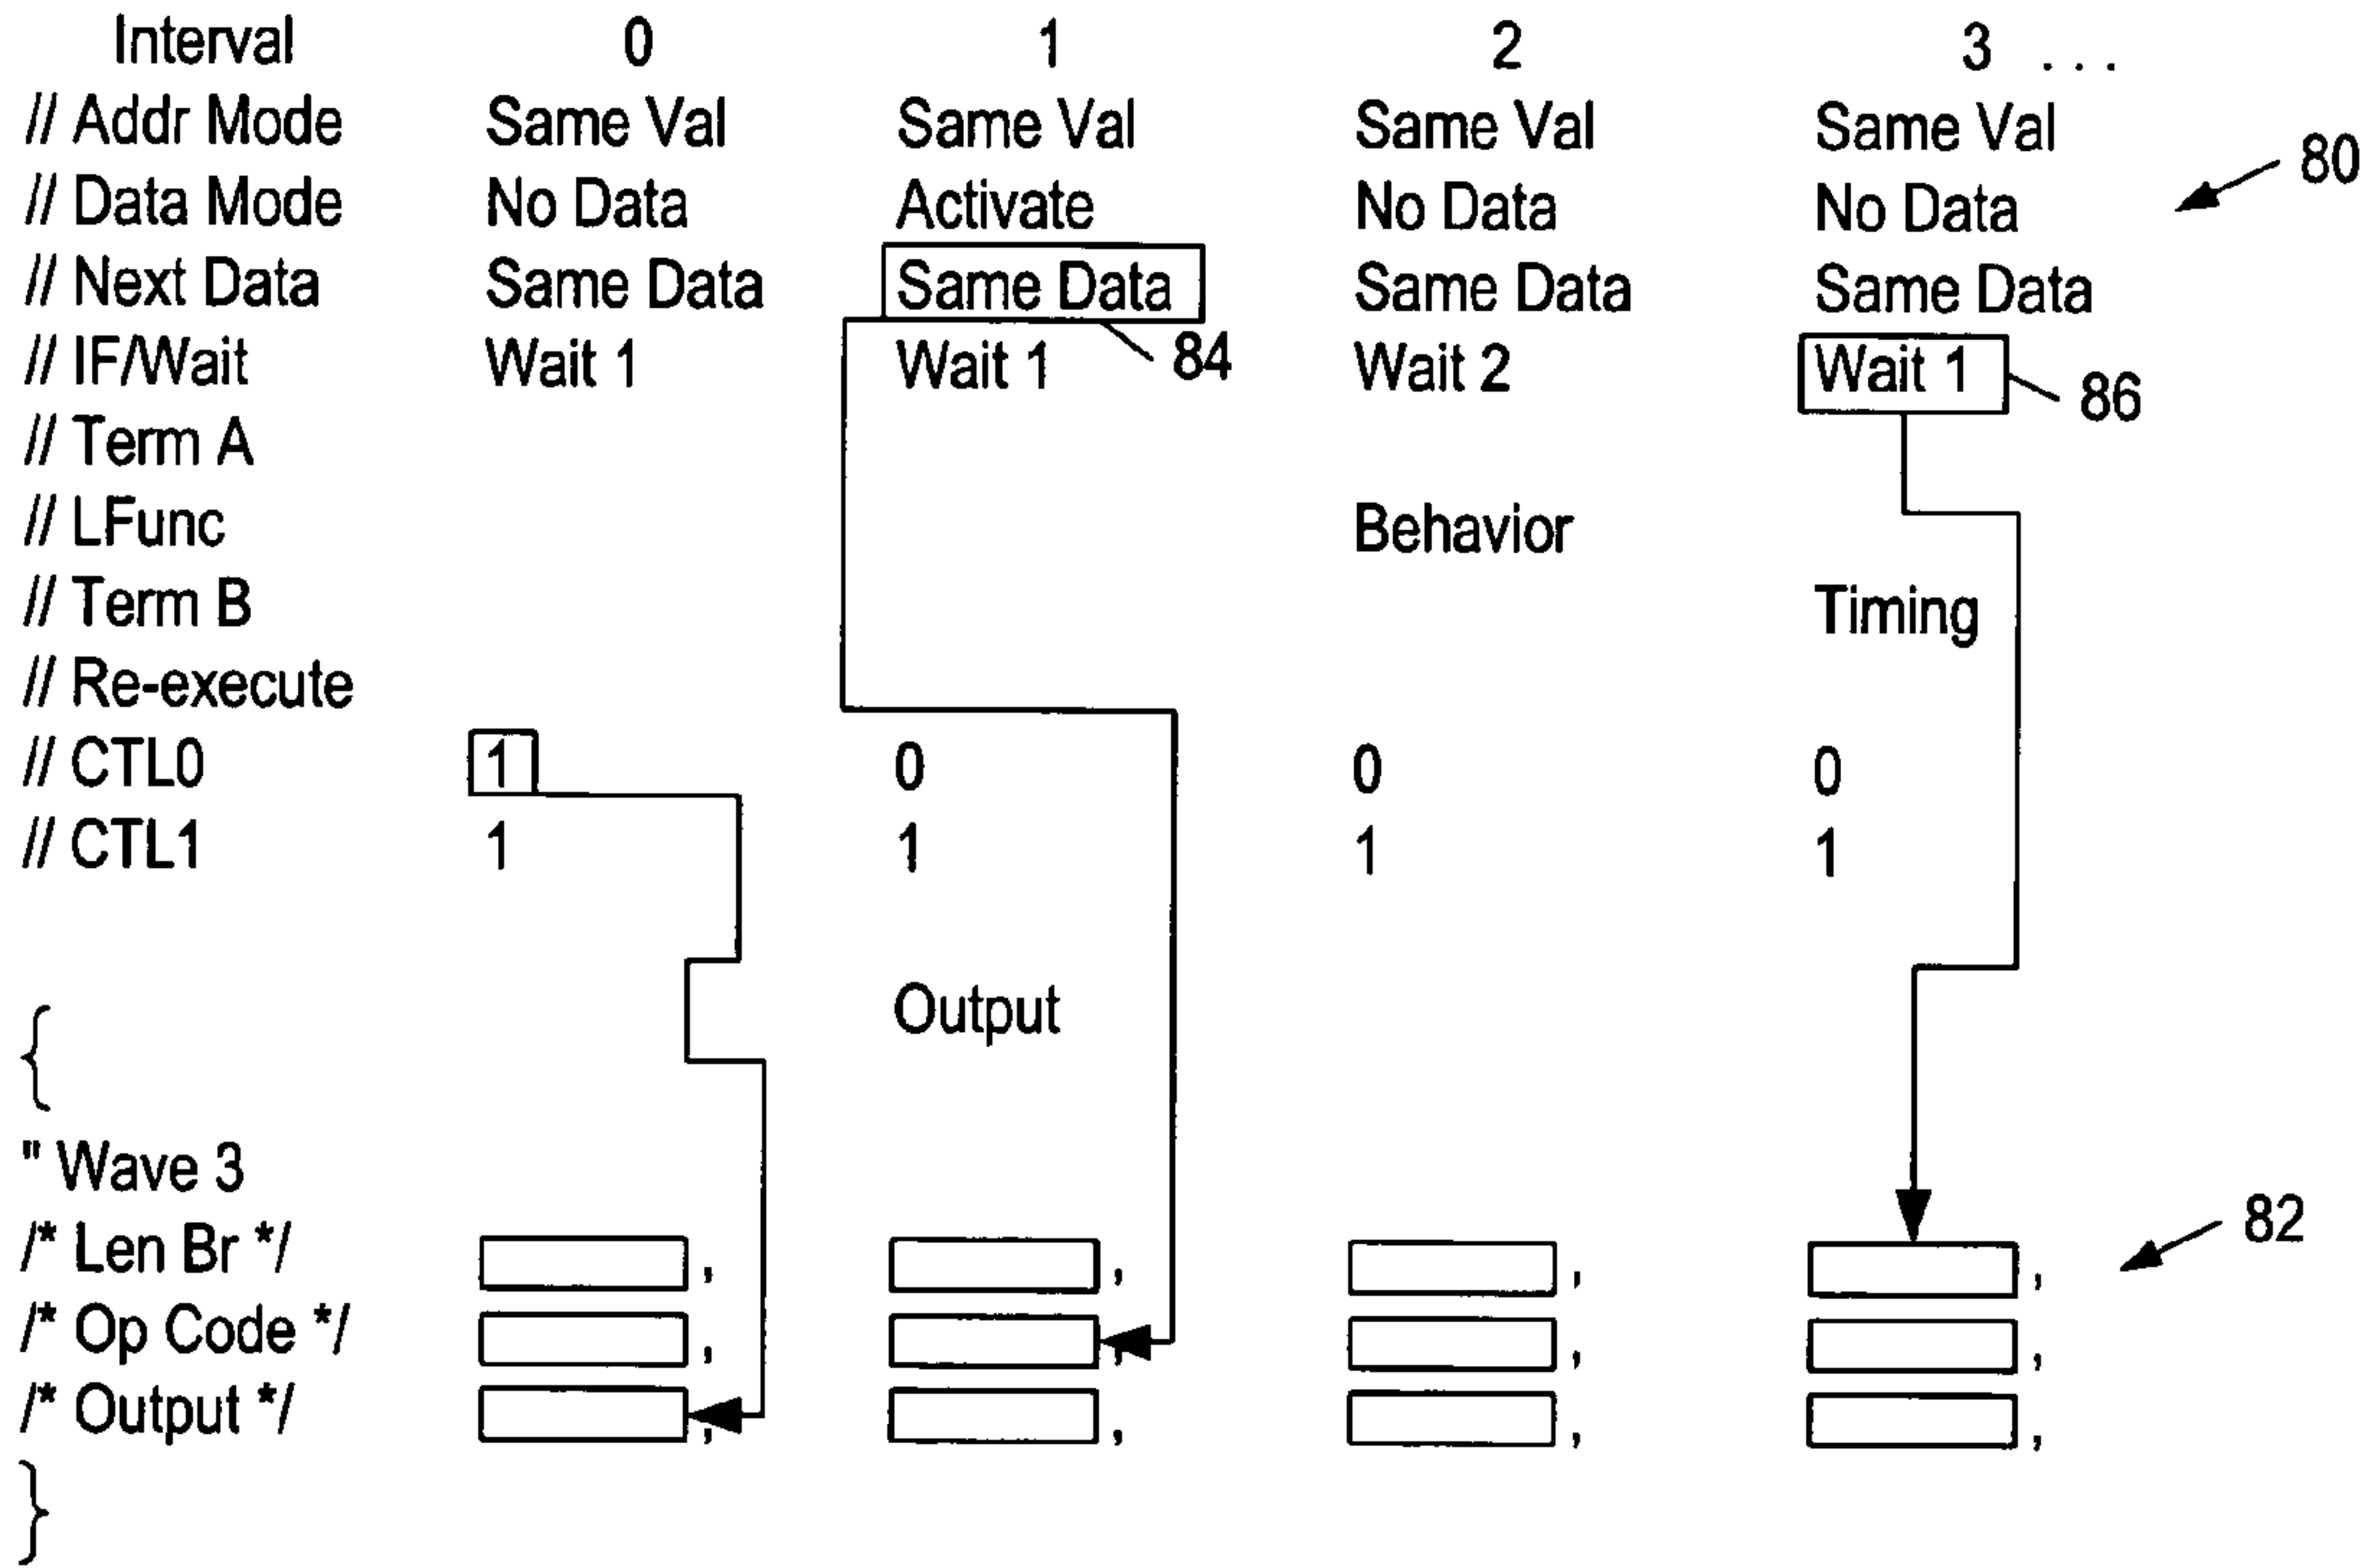 Interval 0 1 2 3 . . .
// Addr Mode Same Val Same Val Same Val Same Val
80
// Data Mode No Data Activate No Data No Data
// Next Data Same Data Same Data Same Data Same Data
// IF/Wait Wait 1 Wait 1 84 Wait 2 Wait 1 86
// Term A
// LFunc Behavior
// Term B Timing
// Re-execute
// CTL0 1 0 0 0
// CTL1 1 1 1 1
Output
{
" Wave 3
82
/* Len Br */ , , , ,
/* Op Code */ , , , ,
/* Output */ , , , ,
}